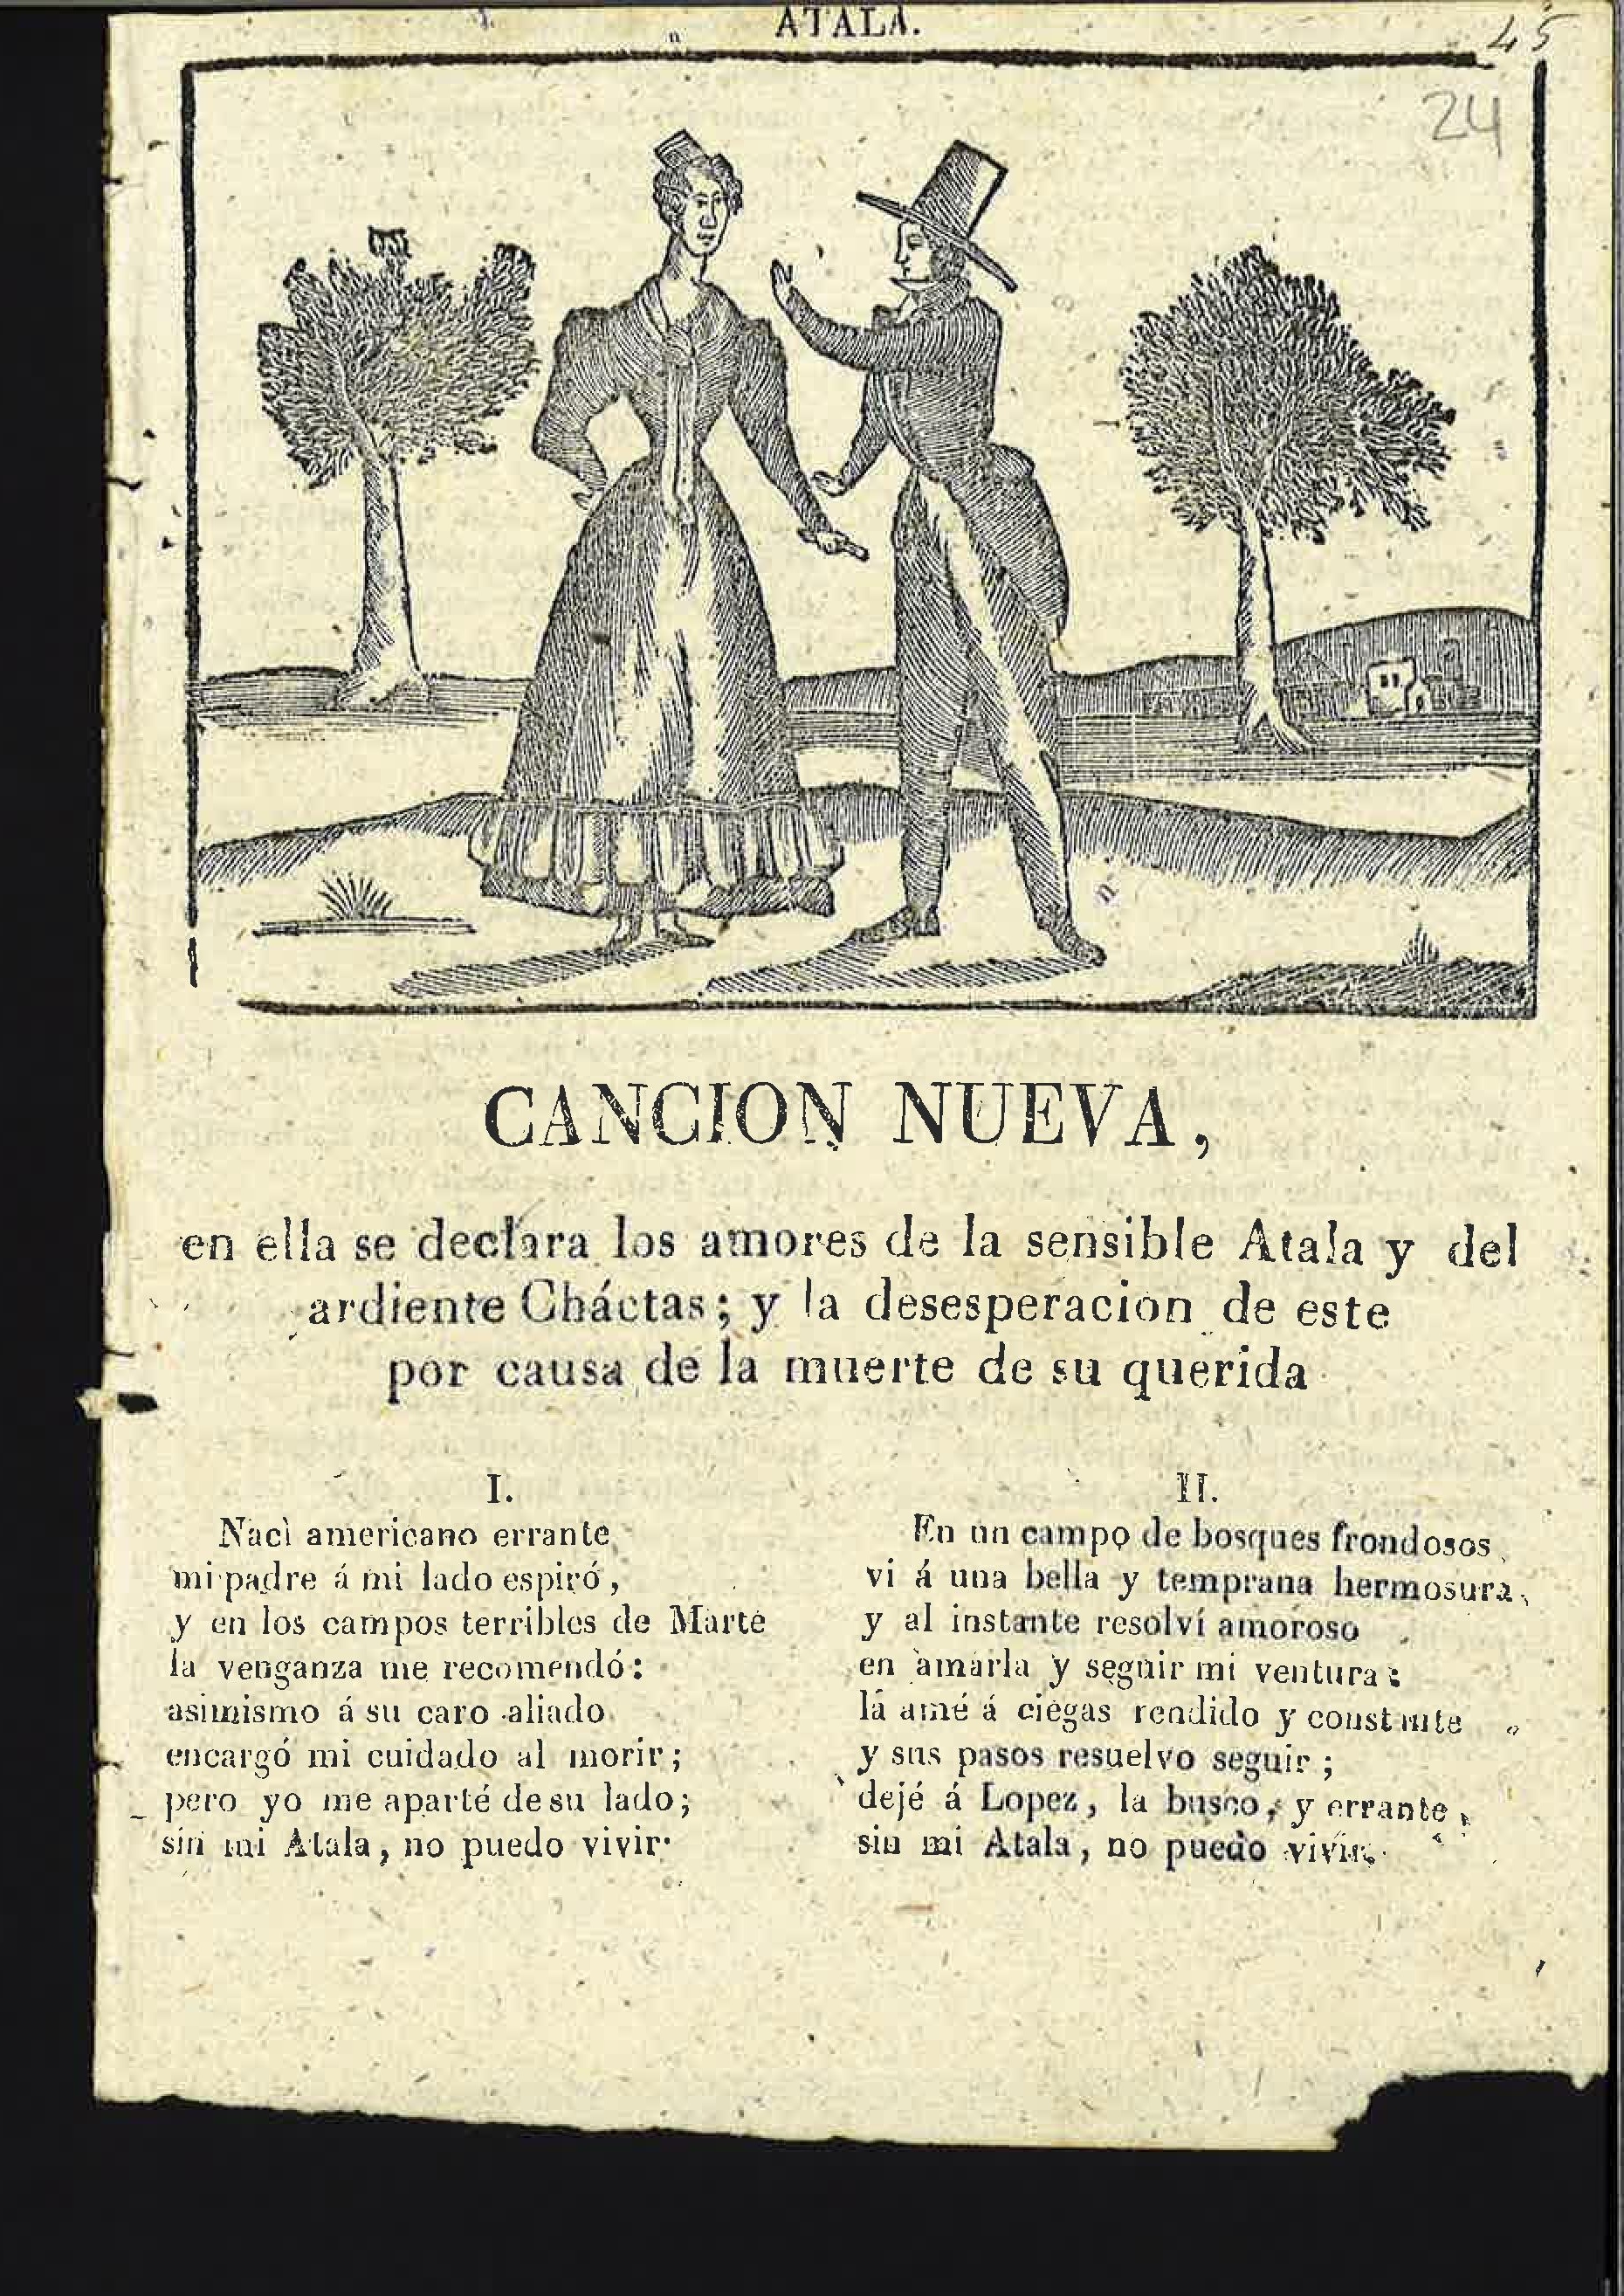 ATALA.
45
24
CANCION NUEVA,
en ella se declara los amores de la sensible Atala y del
ardiente Cháctas; y la desesperacion de este
por causa de la muerte de su querida
I.
Nacì americano errante
mi padre á mi lado espiró,
y en los campos terribles de Marte
la venganza me recomendó:
asimismo á su caro aliado
encargó mi cuidado al morir;
pero yo me aparté de su lado;
sin mi Atala, no puedo vivir.
II.
En un campo de bosques frondosos
vi á una bella y temprana hermosura,
y al instante resolví amoroso
en amarla y seguir mi ventura:
la amé á ciegas rendido y constante
y sus pasos resuelvo seguir;
dejé á Lopez, la busco, y errante,
sin mi Atala, no puedo vivir.